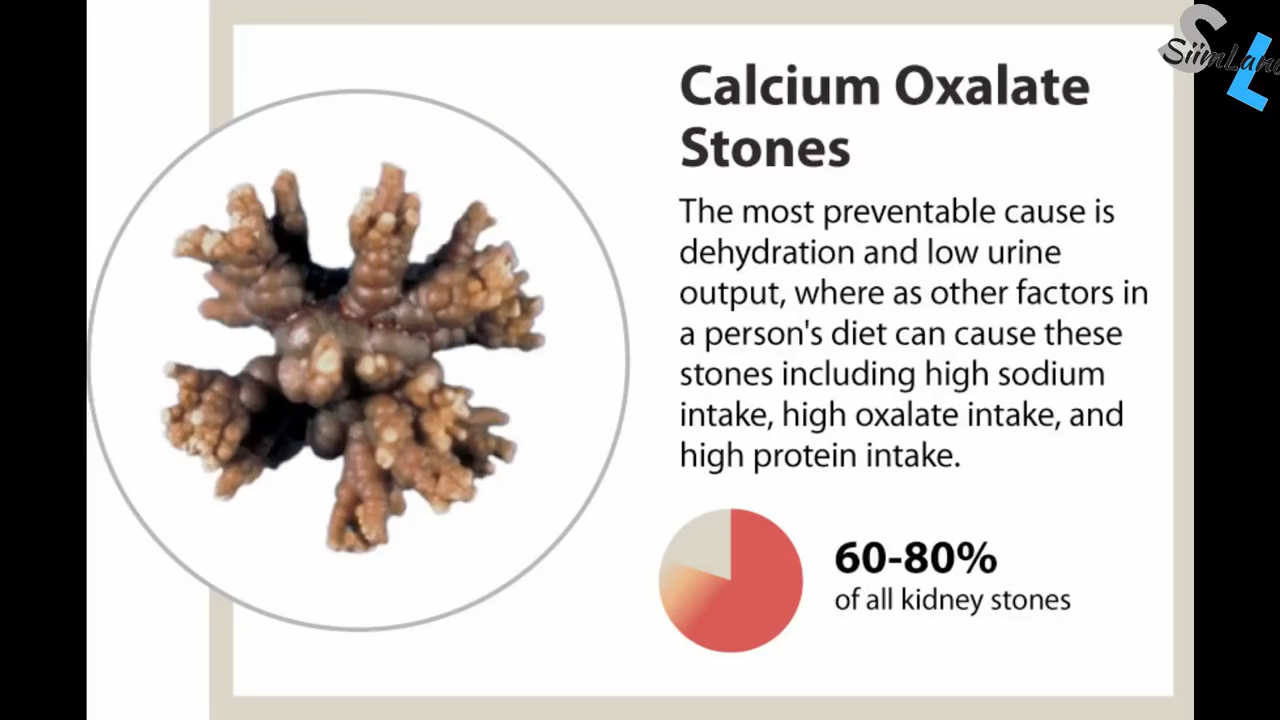 Calcium Oxalate
Stones
The most preventable cause is
dehydration and low urine
output, where as other factors in
a person's diet can cause these
stones including high sodium
intake, high oxalate intake, and
high protein intake.
60-80%
of all kidney stones
S
L
SiimLand